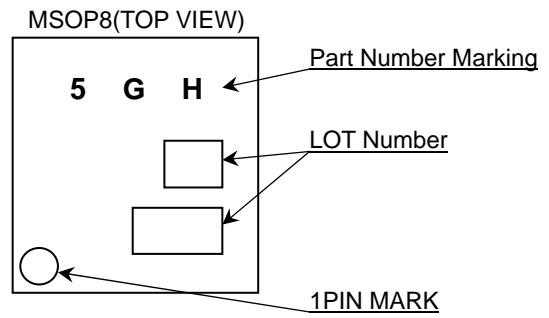 MSOP8(TOP VIEW)
Part Number Marking
5 G H
LOT Number
1PIN MARK